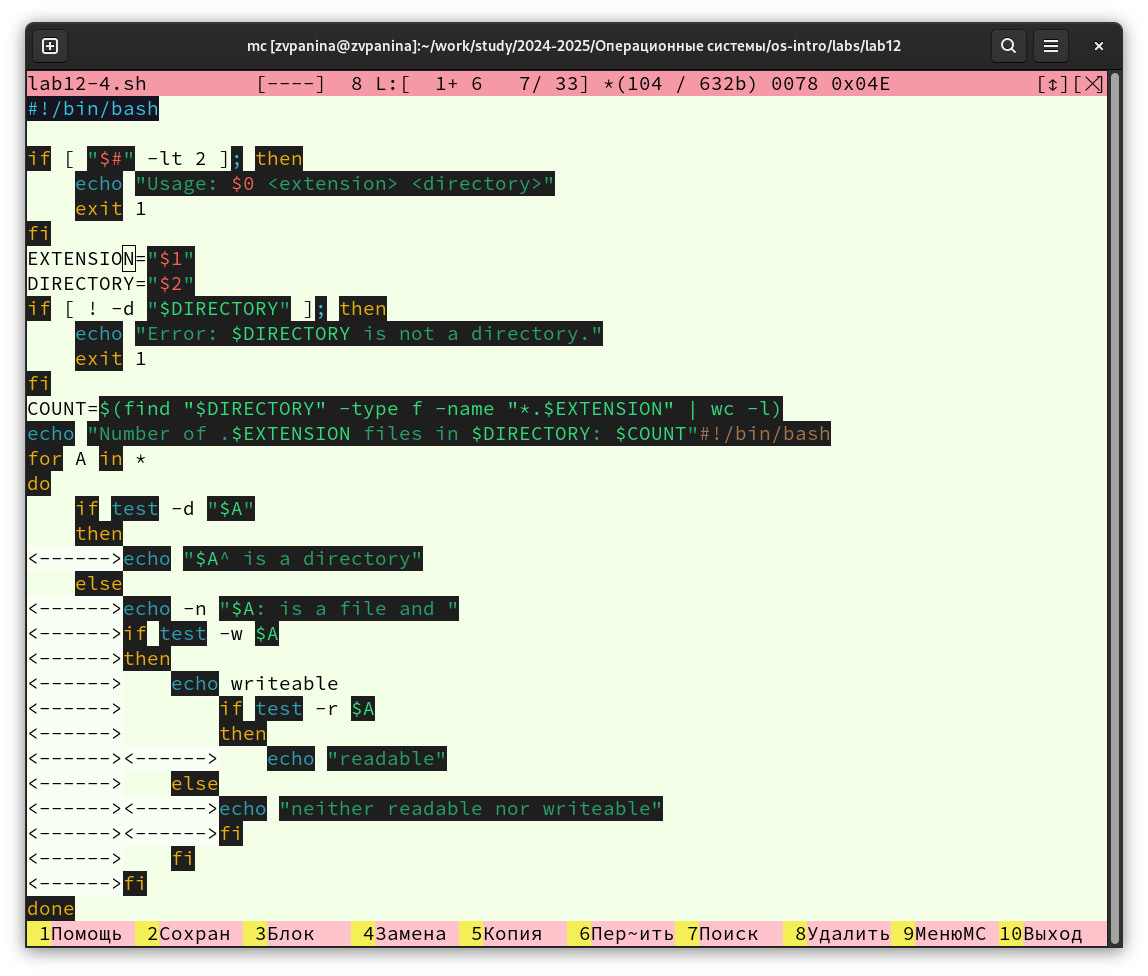 mc [zvpanina@zvpanina]:~/work/study/2024-2025/Операционные системы/os-intro/labs/lab12
lab12-4.sh         [----]  8 L:[  1+ 6   7/ 33] *(104 / 632b) 0078 0x04E            [↕][X]
#!/bin/bash

if [ "$#" -lt 2 ]; then
    echo "Usage: $0 <extension> <directory>"
    exit 1
fi
EXTENSION="$1"
DIRECTORY="$2"
if [ ! -d "$DIRECTORY" ]; then
    echo "Error: $DIRECTORY is not a directory."
    exit 1
fi
COUNT=$(find "$DIRECTORY" -type f -name "*.$EXTENSION" | wc -l)
echo "Number of .$EXTENSION files in $DIRECTORY: $COUNT"#!/bin/bash
for A in *
do
    if test -d "$A"
    then
<------>echo "$A^ is a directory"
    else
<------>echo -n "$A: is a file and "
<------>if test -w $A
<------>then
<------>    echo writeable
<------>        if test -r $A
<------>        then
<------><------>    echo "readable"
<------>    else
<------><------>echo "neither readable nor writeable"
<------><------>fi
<------>    fi
<------>fi
done
1Помощь  2Сохран  3Блок   4Замена  5Копия  6Пер~ить 7Поиск   8Удалить 9МенюМС 10Выход